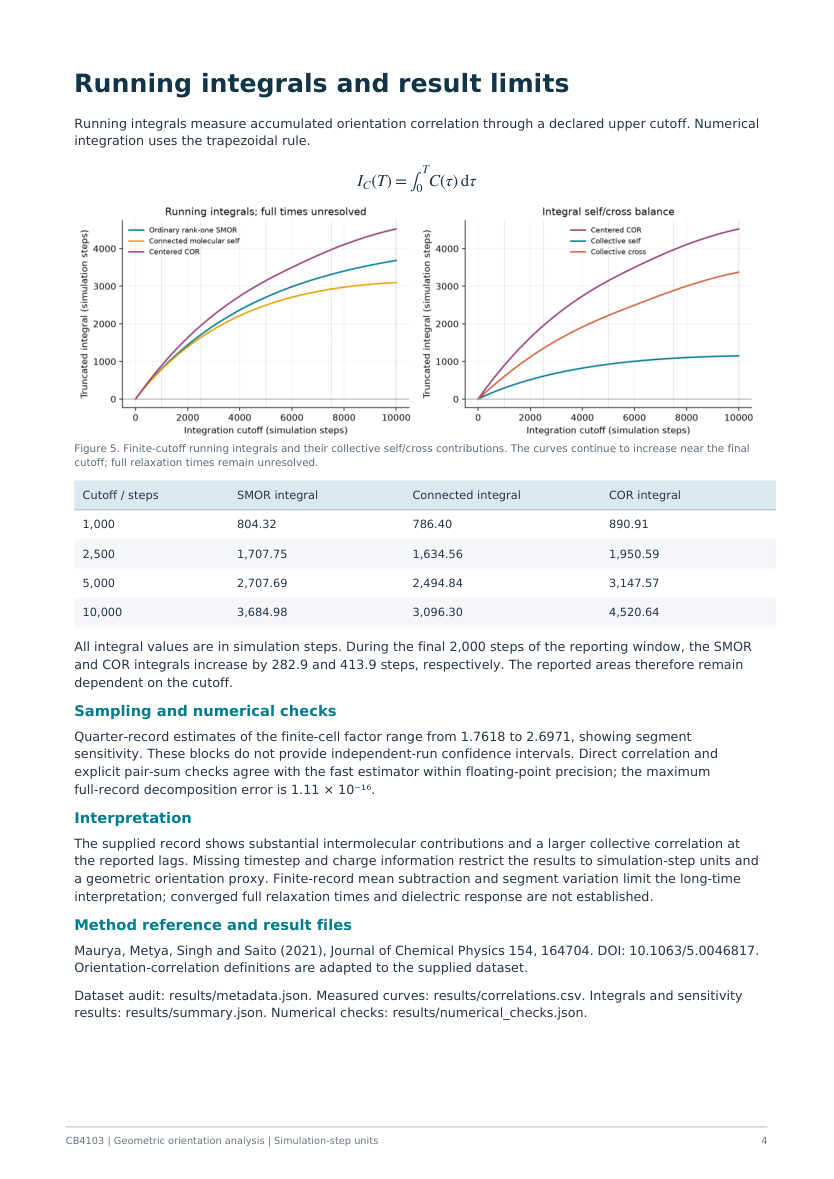 Running integrals and result limits
Running integrals measure accumulated orientation correlation through a declared upper cutoff. Numerical
integration uses the trapezoidal rule.
I_C(T) = ∫_0^T C(τ) dτ
Running integrals; full times unresolved
Ordinary rank-one SMOR
Connected molecular self
Centered COR
Truncated integral (simulation steps)
4000
3000
2000
1000
0
0 2000 4000 6000 8000 10000
Integration cutoff (simulation steps)
Integral self/cross balance
Centered COR
Collective self
Collective cross
Truncated integral (simulation steps)
4000
3000
2000
1000
0
0 2000 4000 6000 8000 10000
Integration cutoff (simulation steps)
Figure 5. Finite-cutoff running integrals and their collective self/cross contributions. The curves continue to increase near the final
cutoff; full relaxation times remain unresolved.
Cutoff / steps SMOR integral Connected integral COR integral
1,000 804.32 786.40 890.91
2,500 1,707.75 1,634.56 1,950.59
5,000 2,707.69 2,494.84 3,147.57
10,000 3,684.98 3,096.30 4,520.64
All integral values are in simulation steps. During the final 2,000 steps of the reporting window, the SMOR
and COR integrals increase by 282.9 and 413.9 steps, respectively. The reported areas therefore remain
dependent on the cutoff.
Sampling and numerical checks
Quarter-record estimates of the finite-cell factor range from 1.7618 to 2.6971, showing segment
sensitivity. These blocks do not provide independent-run confidence intervals. Direct correlation and
explicit pair-sum checks agree with the fast estimator within floating-point precision; the maximum
full-record decomposition error is 1.11 × 10⁻¹⁶.
Interpretation
The supplied record shows substantial intermolecular contributions and a larger collective correlation at
the reported lags. Missing timestep and charge information restrict the results to simulation-step units and
a geometric orientation proxy. Finite-record mean subtraction and segment variation limit the long-time
interpretation; converged full relaxation times and dielectric response are not established.
Method reference and result files
Maurya, Metya, Singh and Saito (2021), Journal of Chemical Physics 154, 164704. DOI: 10.1063/5.0046817.
Orientation-correlation definitions are adapted to the supplied dataset.
Dataset audit: results/metadata.json. Measured curves: results/correlations.csv. Integrals and sensitivity
results: results/summary.json. Numerical checks: results/numerical_checks.json.
CB4103 | Geometric orientation analysis | Simulation-step units
4